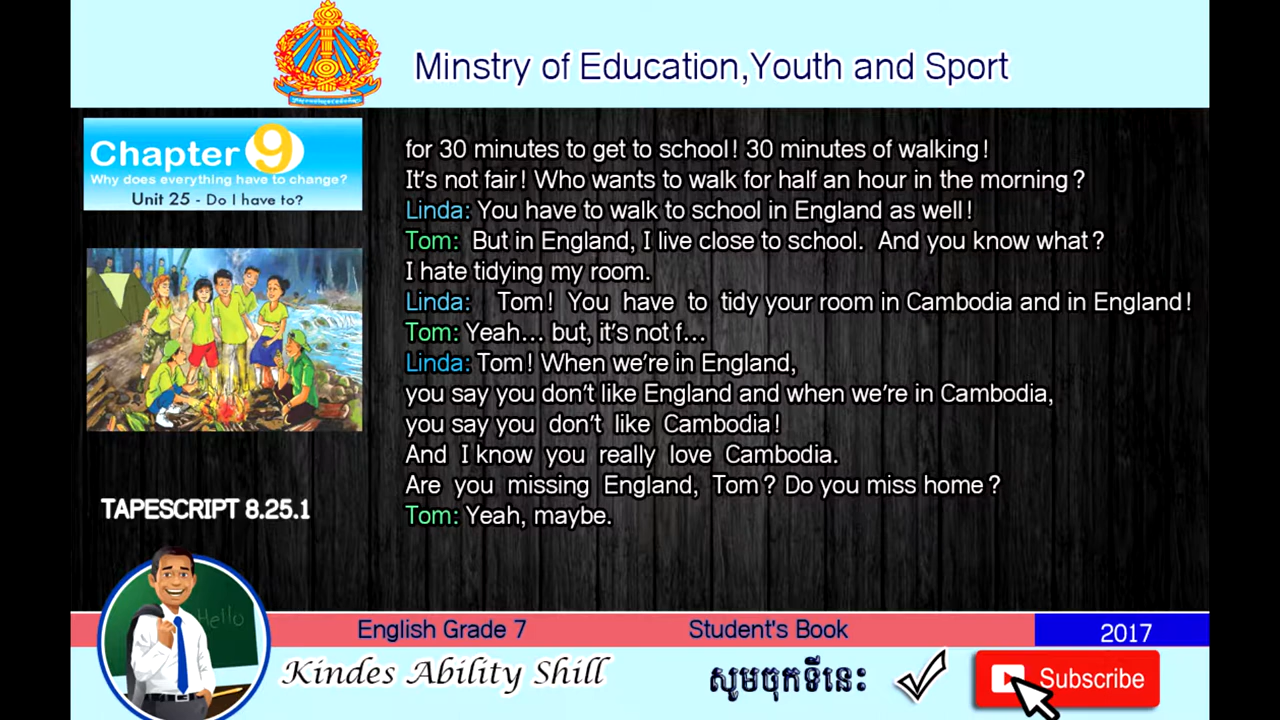 Minstry of Education,Youth and Sport
Chapter 9
Why does everything have to change?
Unit 25 - Do I have to?
for 30 minutes to get to school! 30 minutes of walking!
It's not fair! Who wants to walk for half an hour in the morning?
Linda: You have to walk to school in England as well!
Tom: But in England, I live close to school. And you know what?
I hate tidying my room.
Linda: Tom! You have to tidy your room in Cambodia and in England!
Tom: Yeah... but, it's not f...
Linda: Tom! When we're in England,
you say you don't like England and when we're in Cambodia,
you say you don't like Cambodia!
And I know you really love Cambodia.
Are you missing England, Tom? Do you miss home?
Tom: Yeah, maybe.
TAPESCRIPT 8.25.1
Hello
English Grade 7
Student's Book
2017
Kindes Ability Shill
សូមចុកទីនេះ
Subscribe